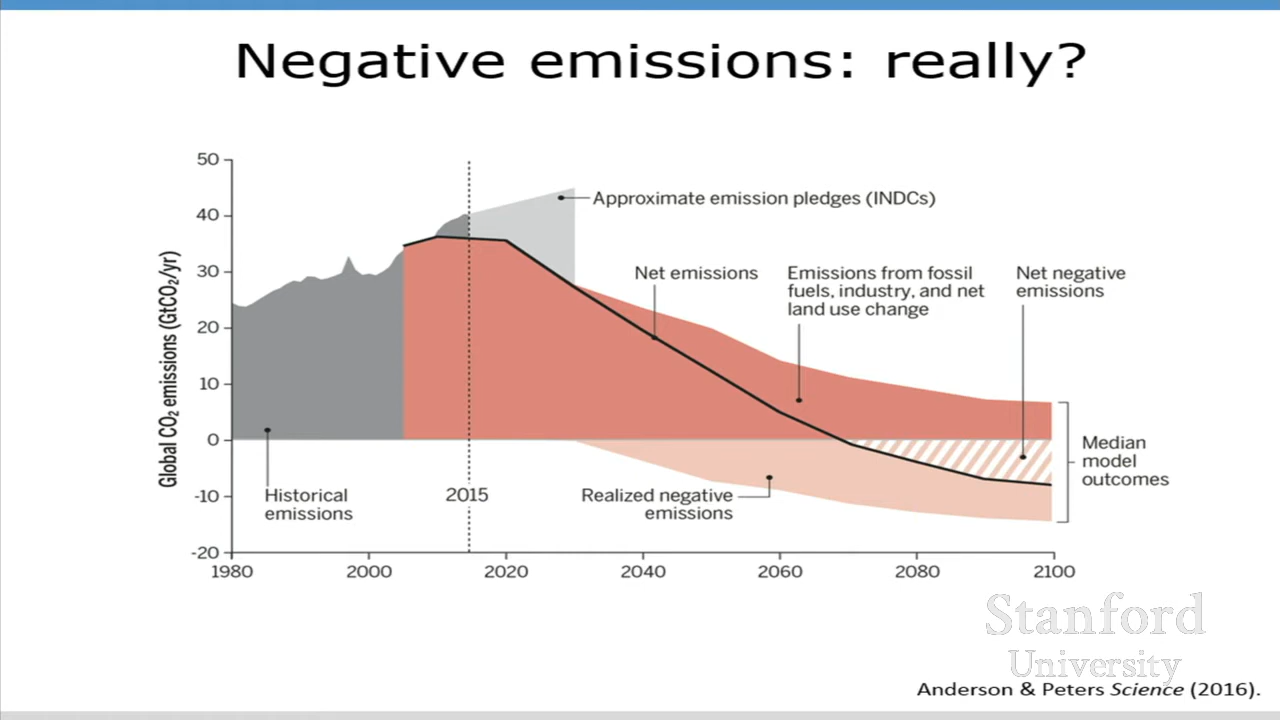 Negative emissions: really?
50
40
30
20
10
0
-10
-20
Global CO₂ emissions (GtCO₂/yr)
Approximate emission pledges (INDCs)
Net emissions
Emissions from fossil
fuels, industry, and net
land use change
Net negative
emissions
Median
model
outcomes
Historical
emissions
2015
Realized negative
emissions
1980
2000
2020
2040
2060
2080
2100
Stanford
University
Anderson & Peters Science (2016).